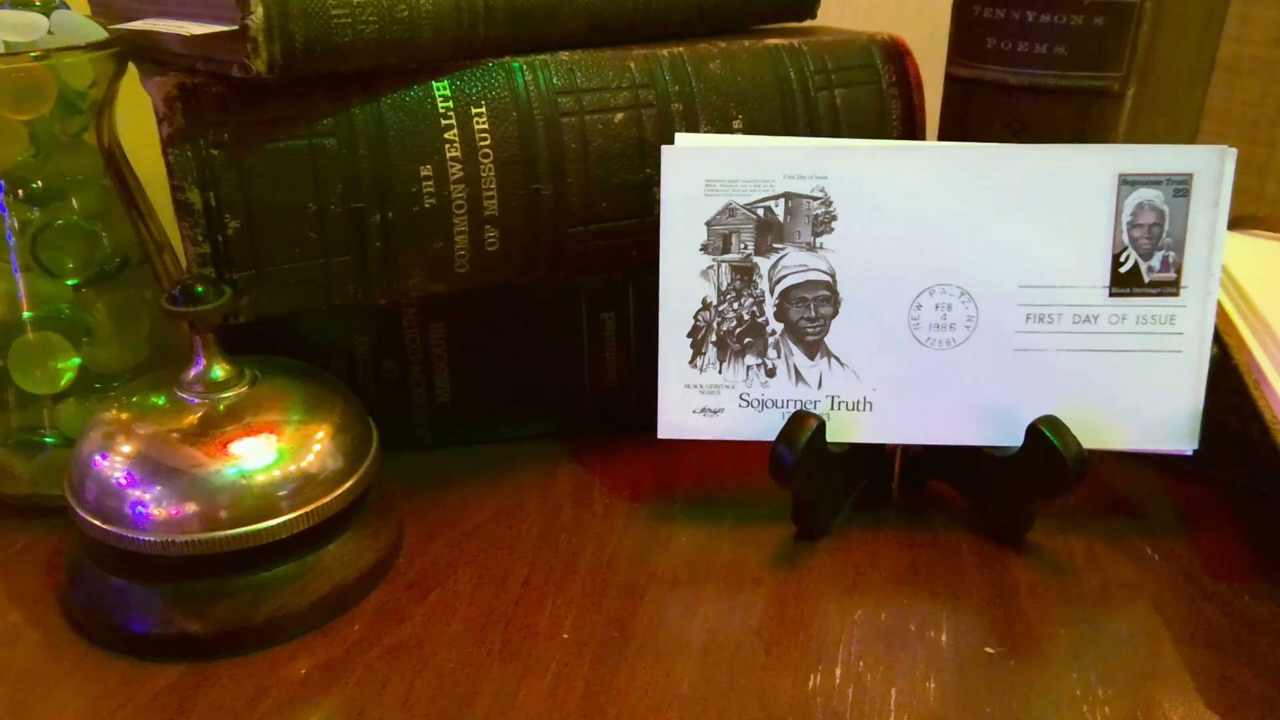 TENNYSON'S
POEMS.
THE
COMMONWEALTH
OF MISSOURI.
OF
MISSOURI
First Day of Issue
BLACK HERITAGE
SERIES
Sojourner Truth
NEW PALTZ, NY
FEB
4
1986
12561
Sojourner Truth
22
Black Heritage USA
FIRST DAY OF ISSUE